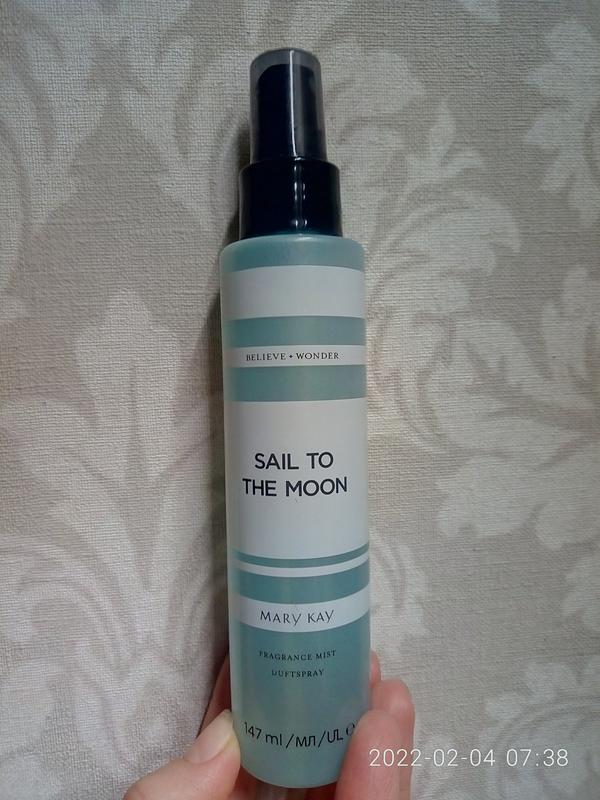 BELIEVE + WONDER
SAIL TO
THE MOON
MARY KAY
FRAGRANCE MIST
DUFTSPRAY
147 ml / МЛ / UL ℮
2022-02-04 07:38